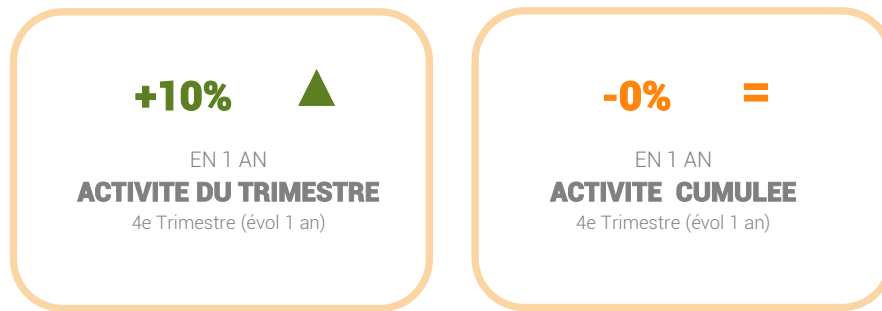 +10% ▲
EN 1 AN
ACTIVITE DU TRIMESTRE
4e Trimestre (évol 1 an)
-0% =
EN 1 AN
ACTIVITE CUMULEE
4e Trimestre (évol 1 an)